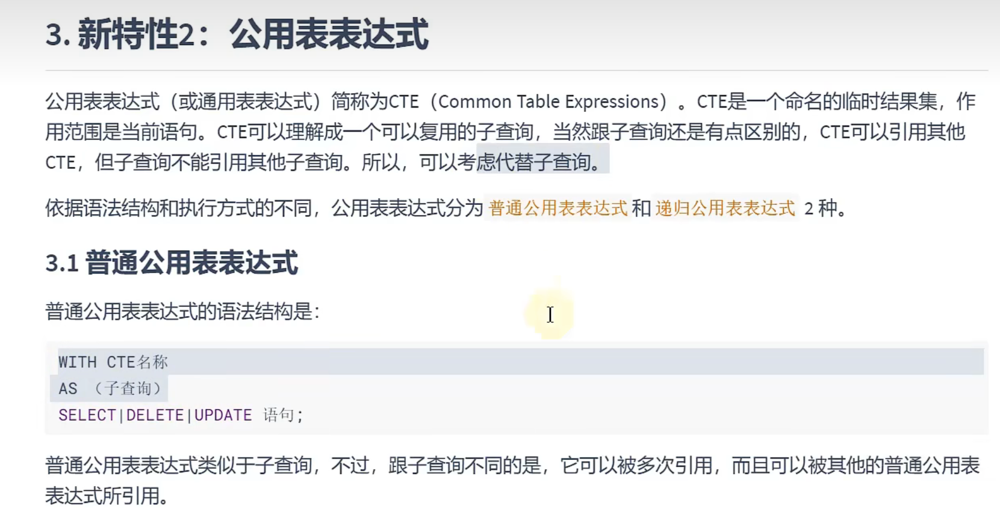 3. 新特性2：公用表表达式
公用表表达式（或通用表表达式）简称为CTE（Common Table Expressions）。CTE是一个命名的临时结果集，作
用范围是当前语句。CTE可以理解成一个可以复用的子查询，当然跟子查询还是有点区别的，CTE可以引用其他
CTE，但子查询不能引用其他子查询。所以，可以考虑代替子查询。
依据语法结构和执行方式的不同，公用表表达式分为 普通公用表表达式 和 递归公用表表达式 2 种。
3.1 普通公用表表达式
普通公用表表达式的语法结构是：
WITH CTE名称
AS （子查询）
SELECT|DELETE|UPDATE 语句;
普通公用表表达式类似于子查询，不过，跟子查询不同的是，它可以被多次引用，而且可以被其他的普通公用表
表达式所引用。